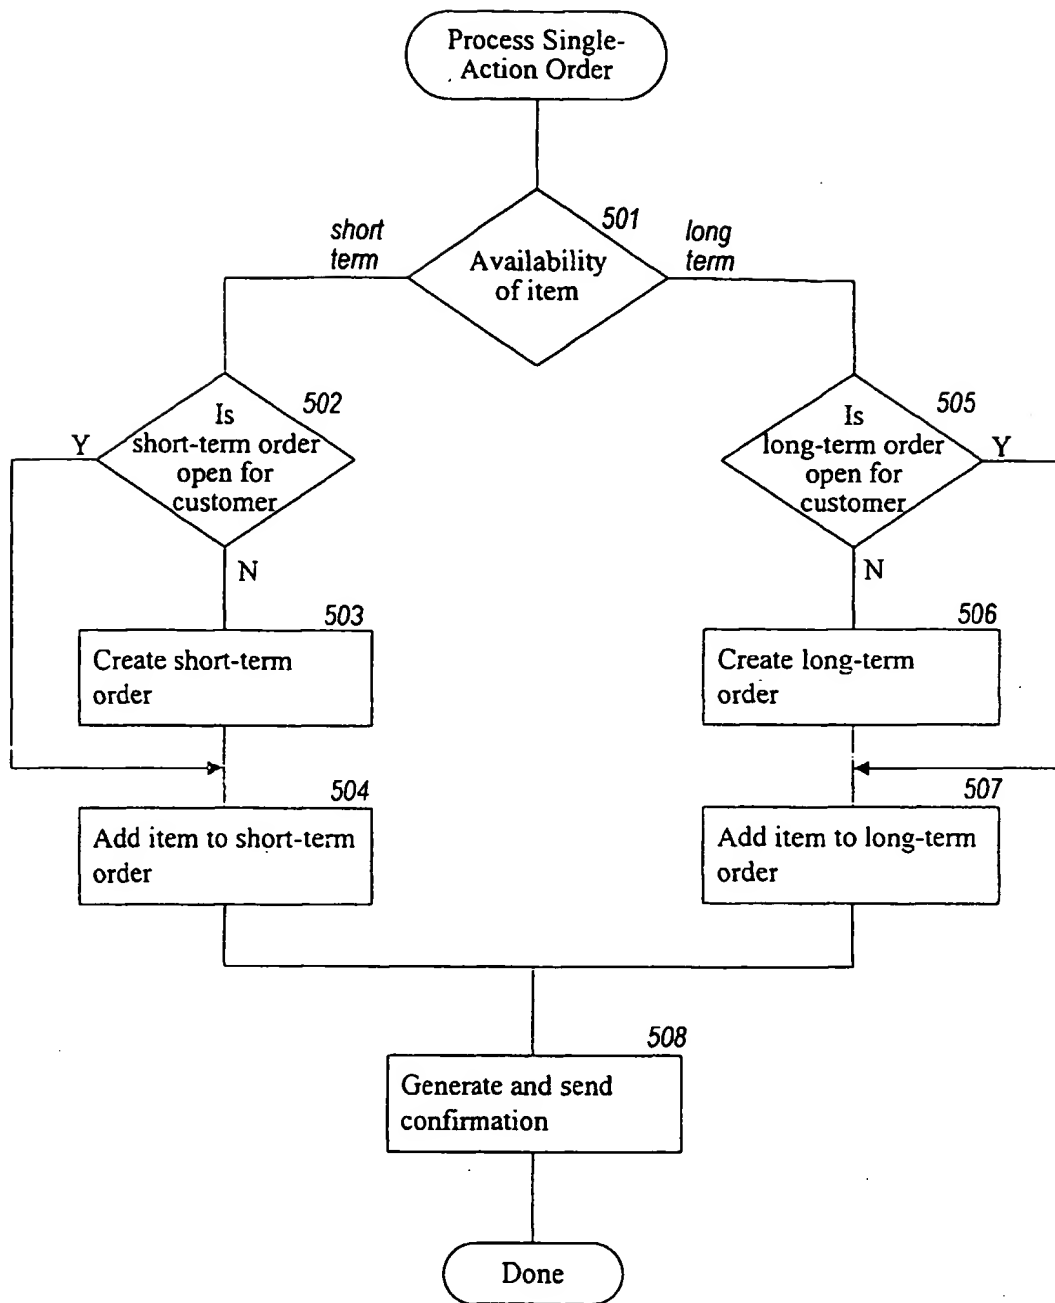 Process Single-
Action Order
501
short
term
long
term
Availability
of item
502
Is
short-term order
open for
customer
Y
N
505
Is
long-term order
open for
customer
Y
N
503
Create short-term
order
506
Create long-term
order
504
Add item to short-term
order
507
Add item to long-term
order
508
Generate and send
confirmation
Done